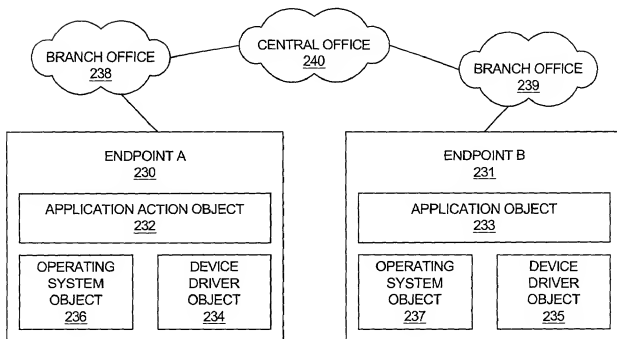 BRANCH OFFICE
238
CENTRAL OFFICE
240
BRANCH OFFICE
239
ENDPOINT A
230
APPLICATION ACTION OBJECT
232
OPERATING
SYSTEM
OBJECT
236
DEVICE
DRIVER
OBJECT
234
ENDPOINT B
231
APPLICATION OBJECT
233
OPERATING
SYSTEM
OBJECT
237
DEVICE
DRIVER
OBJECT
235